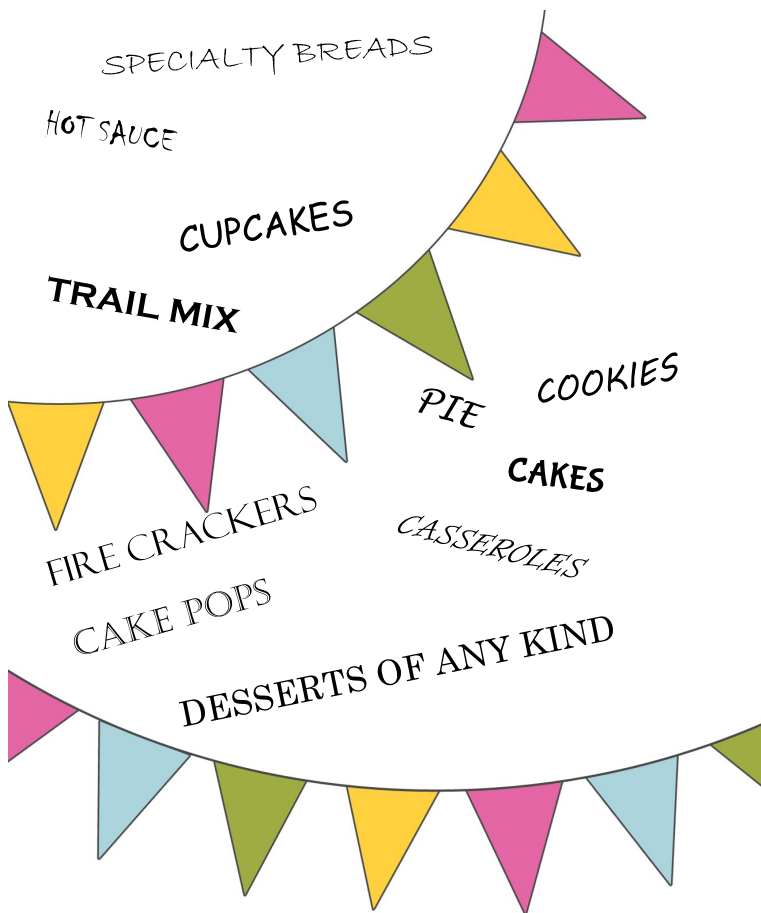 SPECIALTY BREADS
HOT SAUCE
CUPCAKES
TRAIL MIX
PIE
COOKIES
CAKES
FIRE CRACKERS
CASSEROLES
CAKE POPS
DESSERTS OF ANY KIND